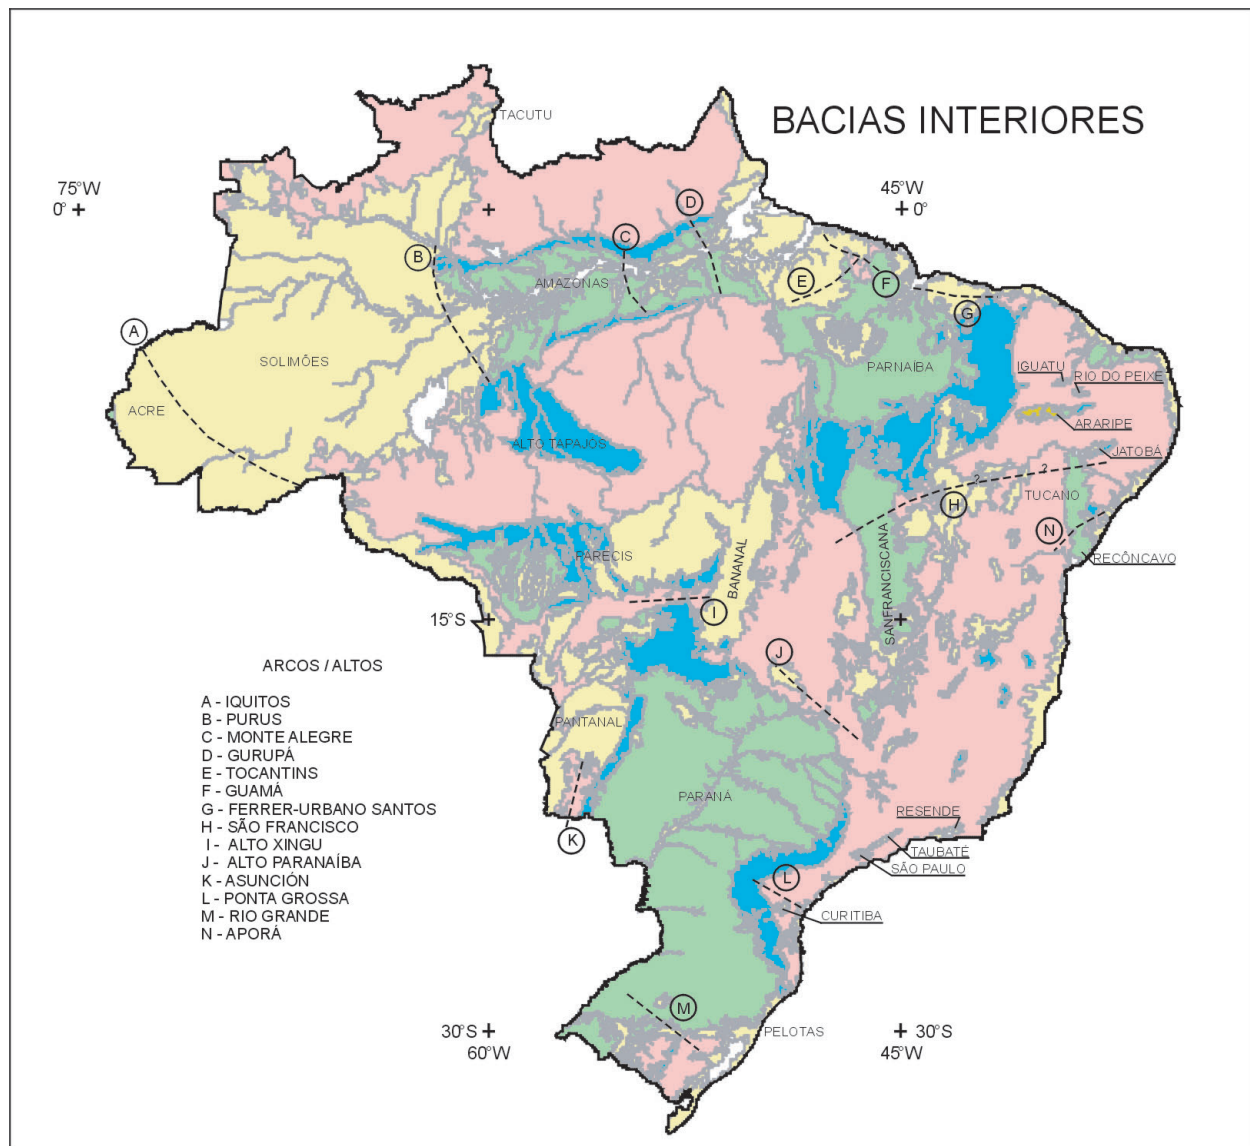 BACIAS INTERIORES
TACUTU
75°W
0°
45°W
0°
D
C
B
AMAZONAS
E
F
G
A
SOLIMÕES
PARNAÍBA
IGUATU
RIO DO PEIXE
ACRE
ARARIPE
ALTO TAPAJÓS
JATOBÁ
?
?
TUCANO
H
N
PARECIS
BANANAL
SANFRANCISCANA
RECÔNCAVO
I
15°S
J
ARCOS / ALTOS
A - IQUITOS
B - PURUS
C - MONTE ALEGRE
D - GURUPÁ
E - TOCANTINS
F - GUAMÁ
G - FERRER-URBANO SANTOS
H - SÃO FRANCISCO
I - ALTO XINGU
J - ALTO PARANAÍBA
K - ASUNCIÓN
L - PONTA GROSSA
M - RIO GRANDE
N - APORÁ
PANTANAL
PARANÁ
K
RESENDE
TAUBATÉ
SÃO PAULO
L
CURITIBA
M
PELOTAS
30°S
60°W
30°S
45°W